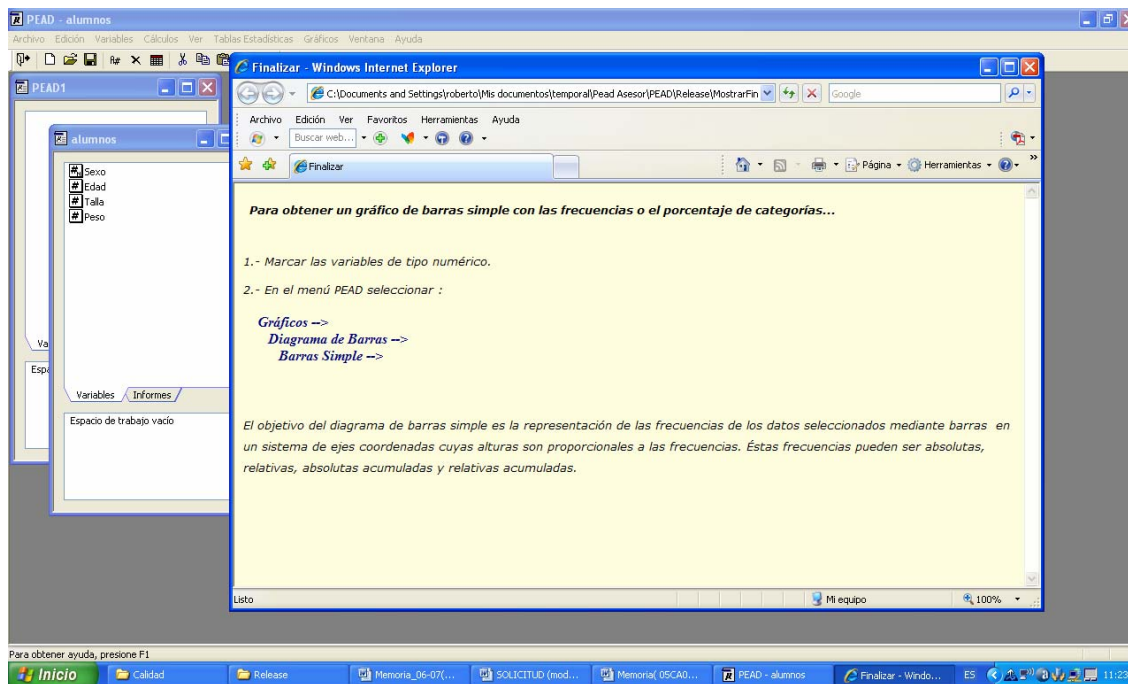 PEAD - alumnos
Archivo Edición Variables Cálculos Ver Tablas Estadísticas Gráficos Ventana Ayuda
PEAD1
Va
Espa
alumnos
Sexo
Edad
Talla
Peso
Variables Informes
Espacio de trabajo vacío
Finalizar - Windows Internet Explorer
C:\Documents and Settings\roberto\Mis documentos\temporal\Pead Asesor\PEAD\Release\MostrarFin
Google
Archivo Edición Ver Favoritos Herramientas Ayuda
Buscar web...
Finalizar
Página Herramientas
Para obtener un gráfico de barras simple con las frecuencias o el porcentaje de categorías...
1.- Marcar las variables de tipo numérico.
2.- En el menú PEAD seleccionar :
Gráficos -->
Diagrama de Barras -->
Barras Simple -->
El objetivo del diagrama de barras simple es la representación de las frecuencias de los datos seleccionados mediante barras en
un sistema de ejes coordenadas cuyas alturas son proporcionales a las frecuencias. Éstas frecuencias pueden ser absolutas,
relativas, absolutas acumuladas y relativas acumuladas.
Listo
Mi equipo
100%
Para obtener ayuda, presione F1
Inicio Calidad Release Memoria_06-07(... SOLICITUD (mod... Memoria( 05CA0... PEAD - alumnos Finalizar - Windo... ES 11:23